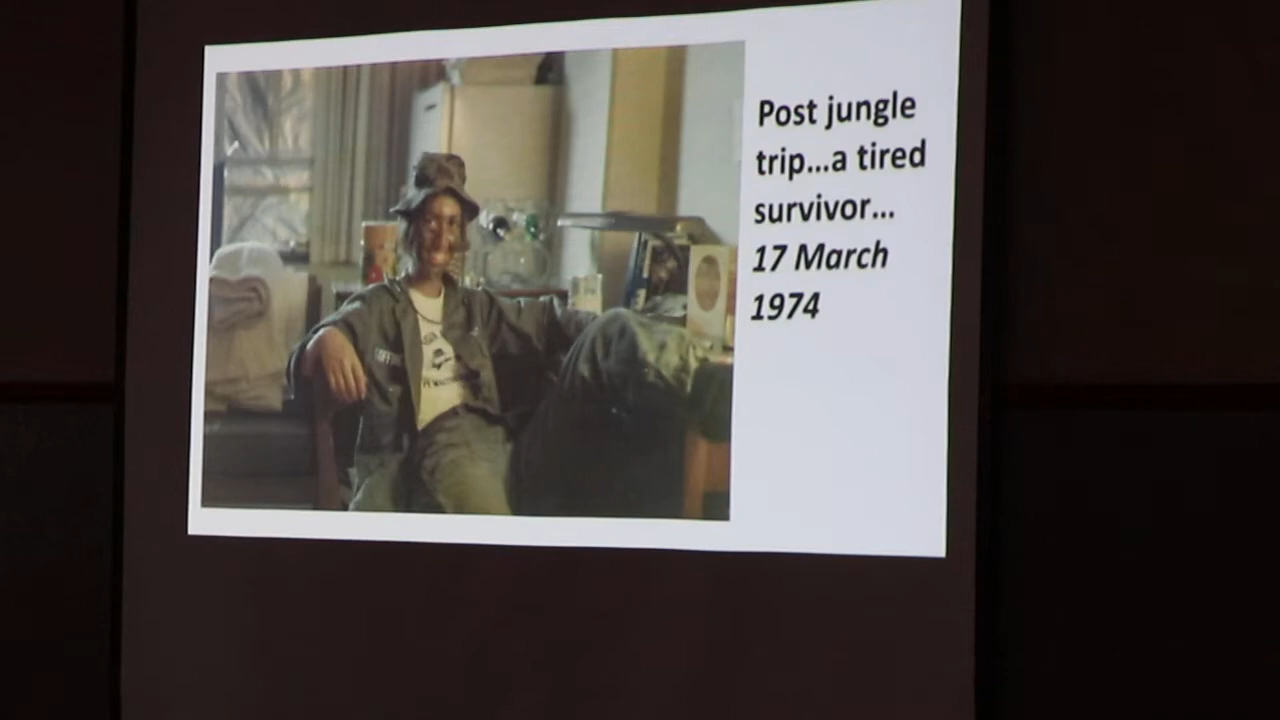 Post jungle
trip...a tired
survivor...
17 March
1974